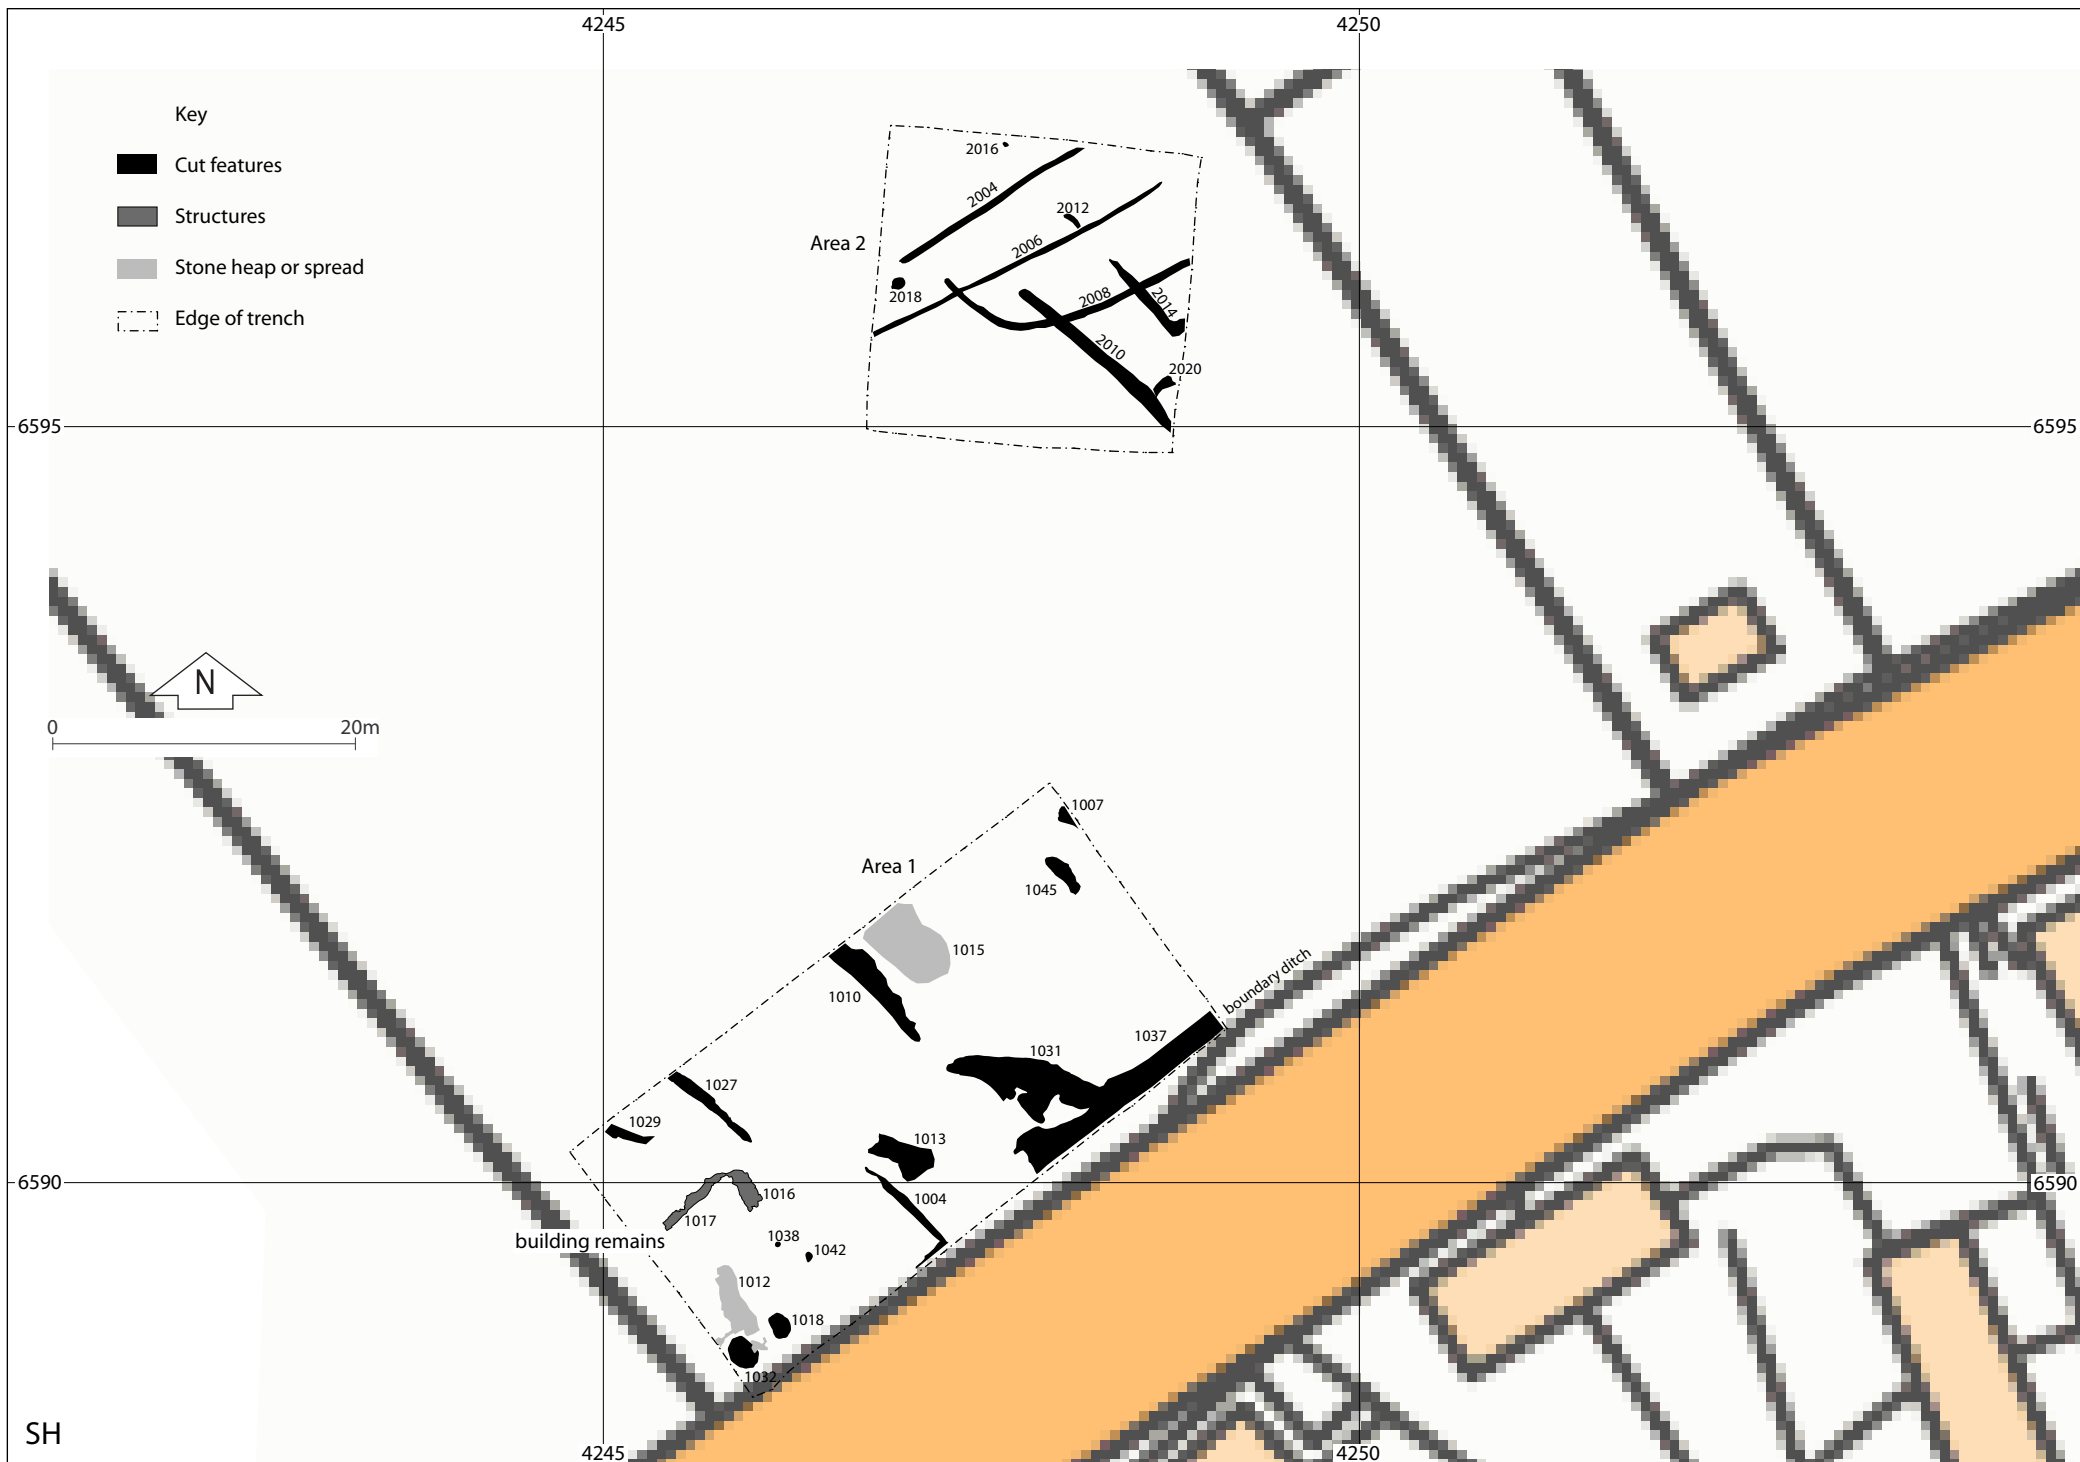 4245
4250
Key
Cut features
Structures
Stone heap or spread
Edge of trench
2016
2004
2012
Area 2
2006
2018
2008
2014
2010
2020
6595
6595
N
0
20m
1007
Area 1
1045
1015
1010
boundary ditch
1037
1031
1027
1029
1013
6590
6590
1016
1004
1017
1038
building remains
1042
1012
1018
1032
SH
4245
4250